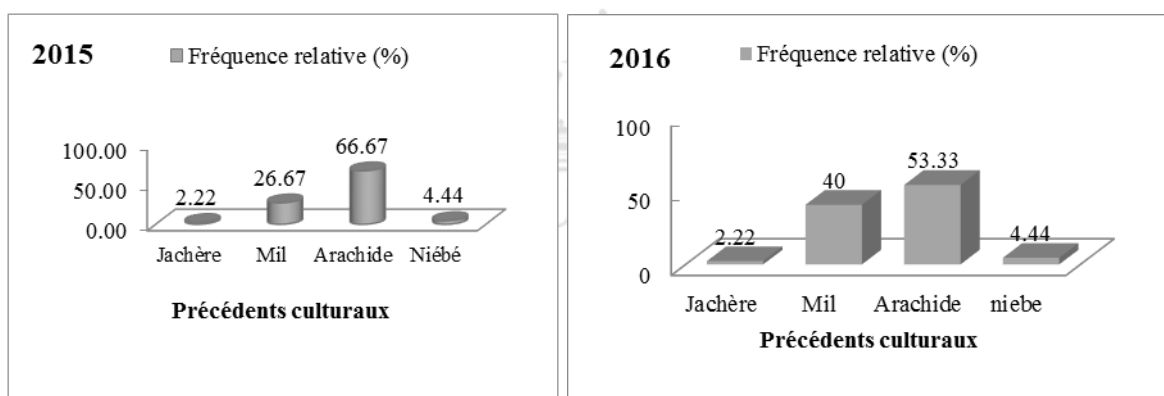 2015
Fréquence relative (%)
100.00
50.00
0.00
2.22
26.67
66.67
4.44
Jachère Mil Arachide Niébé
Précédents culturaux
2016
Fréquence relative (%)
100
50
0
2.22
40
53.33
4.44
Jachère Mil Arachide niebe
Précédents culturaux